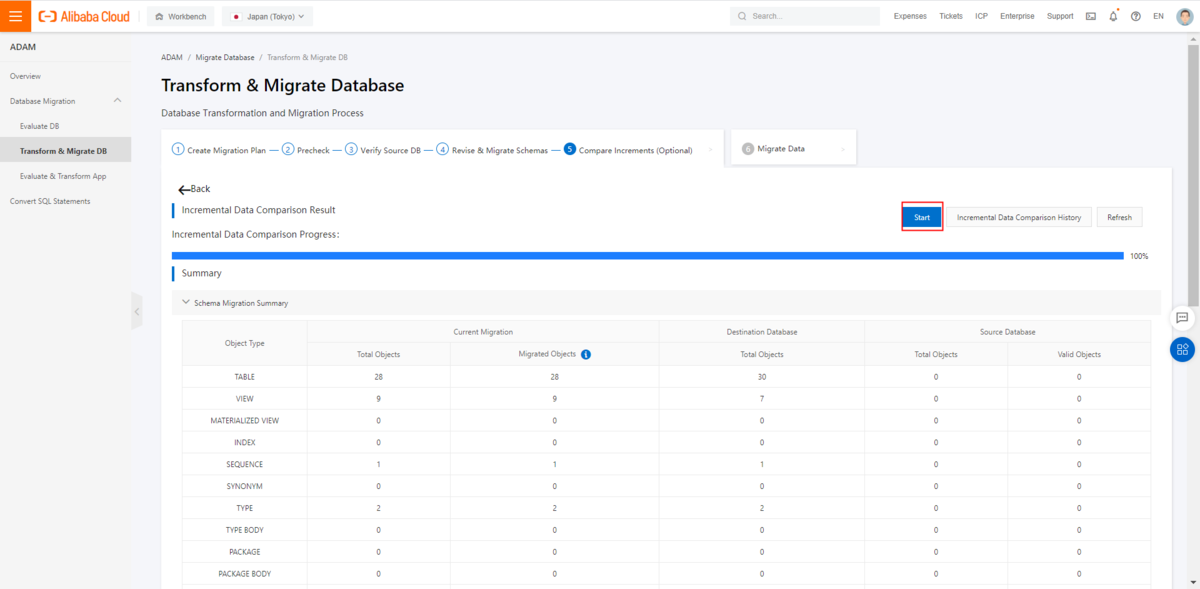 Alibaba Cloud
Workbench
Japan (Tokyo)
Search...
Expenses Tickets ICP Enterprise Support EN
ADAM
Overview
Database Migration
Evaluate DB
Transform & Migrate DB
Evaluate & Transform App
Convert SQL Statements
ADAM / Migrate Database / Transform & Migrate DB
Transform & Migrate Database
Database Transformation and Migration Process
1 Create Migration Plan 2 Precheck 3 Verify Source DB 4 Revise & Migrate Schemas 5 Compare Increments (Optional) 6 Migrate Data
Back
Incremental Data Comparison Result
Start Incremental Data Comparison History Refresh
Incremental Data Comparison Progress:
100%
Summary
Schema Migration Summary
Object Type Current Migration Destination Database Source Database
Total Objects Migrated Objects Total Objects Total Objects Valid Objects
TABLE 28 28 30 0 0
VIEW 9 9 7 0 0
MATERIALIZED VIEW 0 0 0 0 0
INDEX 0 0 0 0 0
SEQUENCE 1 1 1 0 0
SYNONYM 0 0 0 0 0
TYPE 2 2 2 0 0
TYPE BODY 0 0 0 0 0
PACKAGE 0 0 0 0 0
PACKAGE BODY 0 0 0 0 0